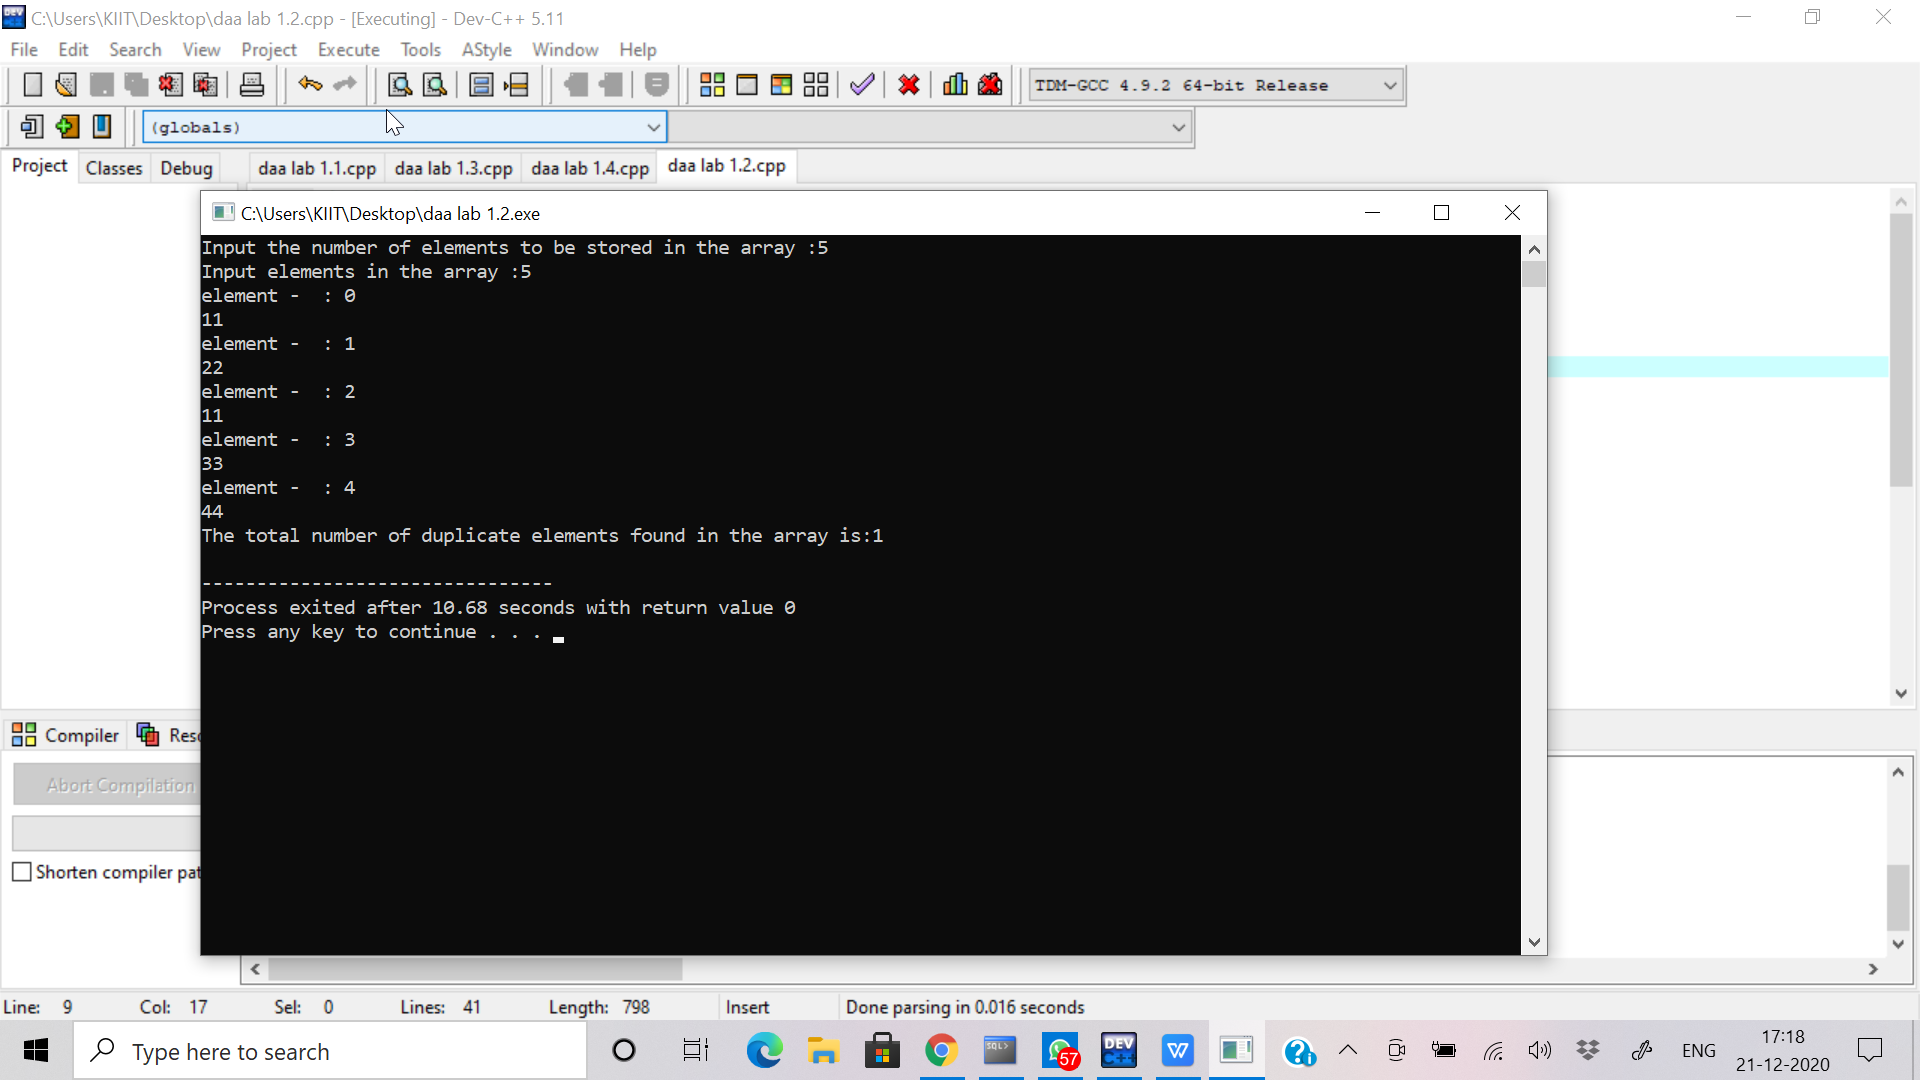 C:\Users\KIIT\Desktop\daa lab 1.2.cpp - [Executing] - Dev-C++ 5.11
File Edit Search View Project Execute Tools AStyle Window Help
TDM-GCC 4.9.2 64-bit Release
(globals)
Project Classes Debug daa lab 1.1.cpp daa lab 1.3.cpp daa lab 1.4.cpp daa lab 1.2.cpp
C:\Users\KIIT\Desktop\daa lab 1.2.exe
Input the number of elements to be stored in the array :5
Input elements in the array :5
element -  : 0
11
element -  : 1
22
element -  : 2
11
element -  : 3
33
element -  : 4
44
The total number of duplicate elements found in the array is:1
--------------------------------
Process exited after 10.68 seconds with return value 0
Press any key to continue . . .
Compiler
Abort Compilation
Shorten compiler
Line: 9 Col: 17 Sel: 0 Lines: 41 Length: 798 Insert Done parsing in 0.016 seconds
Type here to search
SQL>
57
DEV C++
W
ENG
17:18
21-12-2020